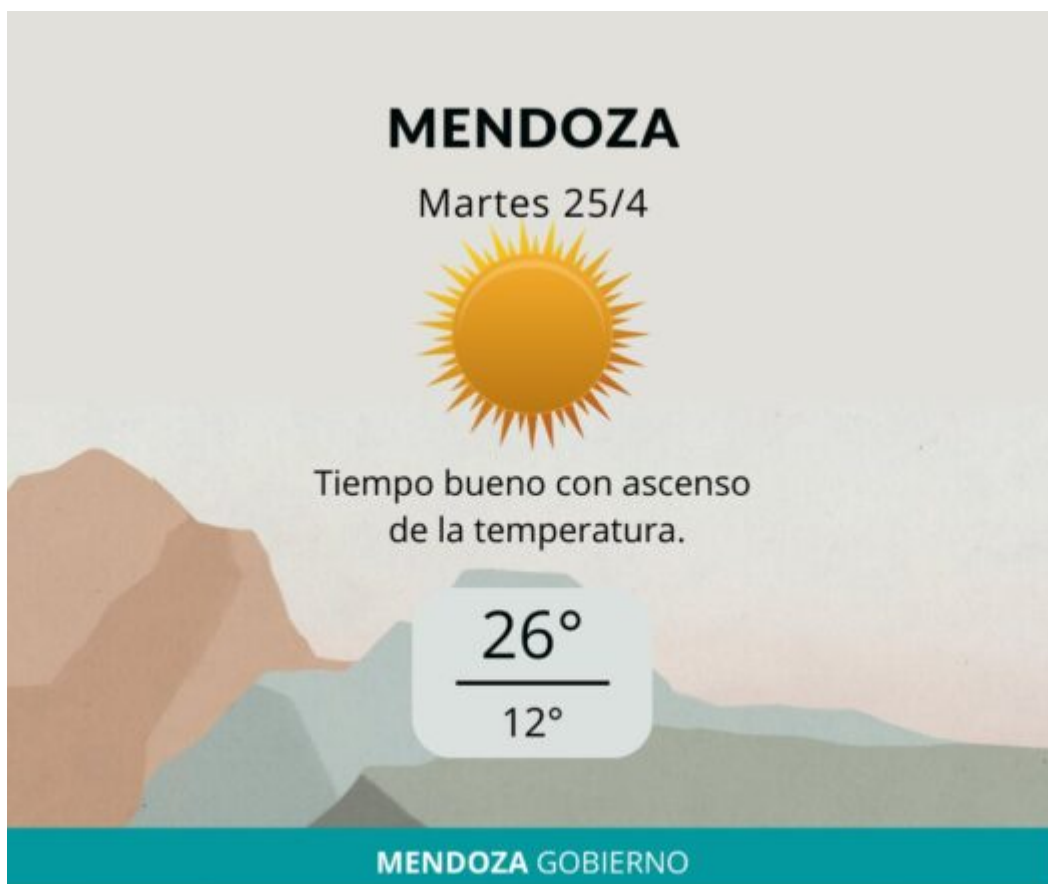 MENDOZA
Martes 25/4
Tiempo bueno con ascenso
de la temperatura.
26°
12°
MENDOZA GOBIERNO